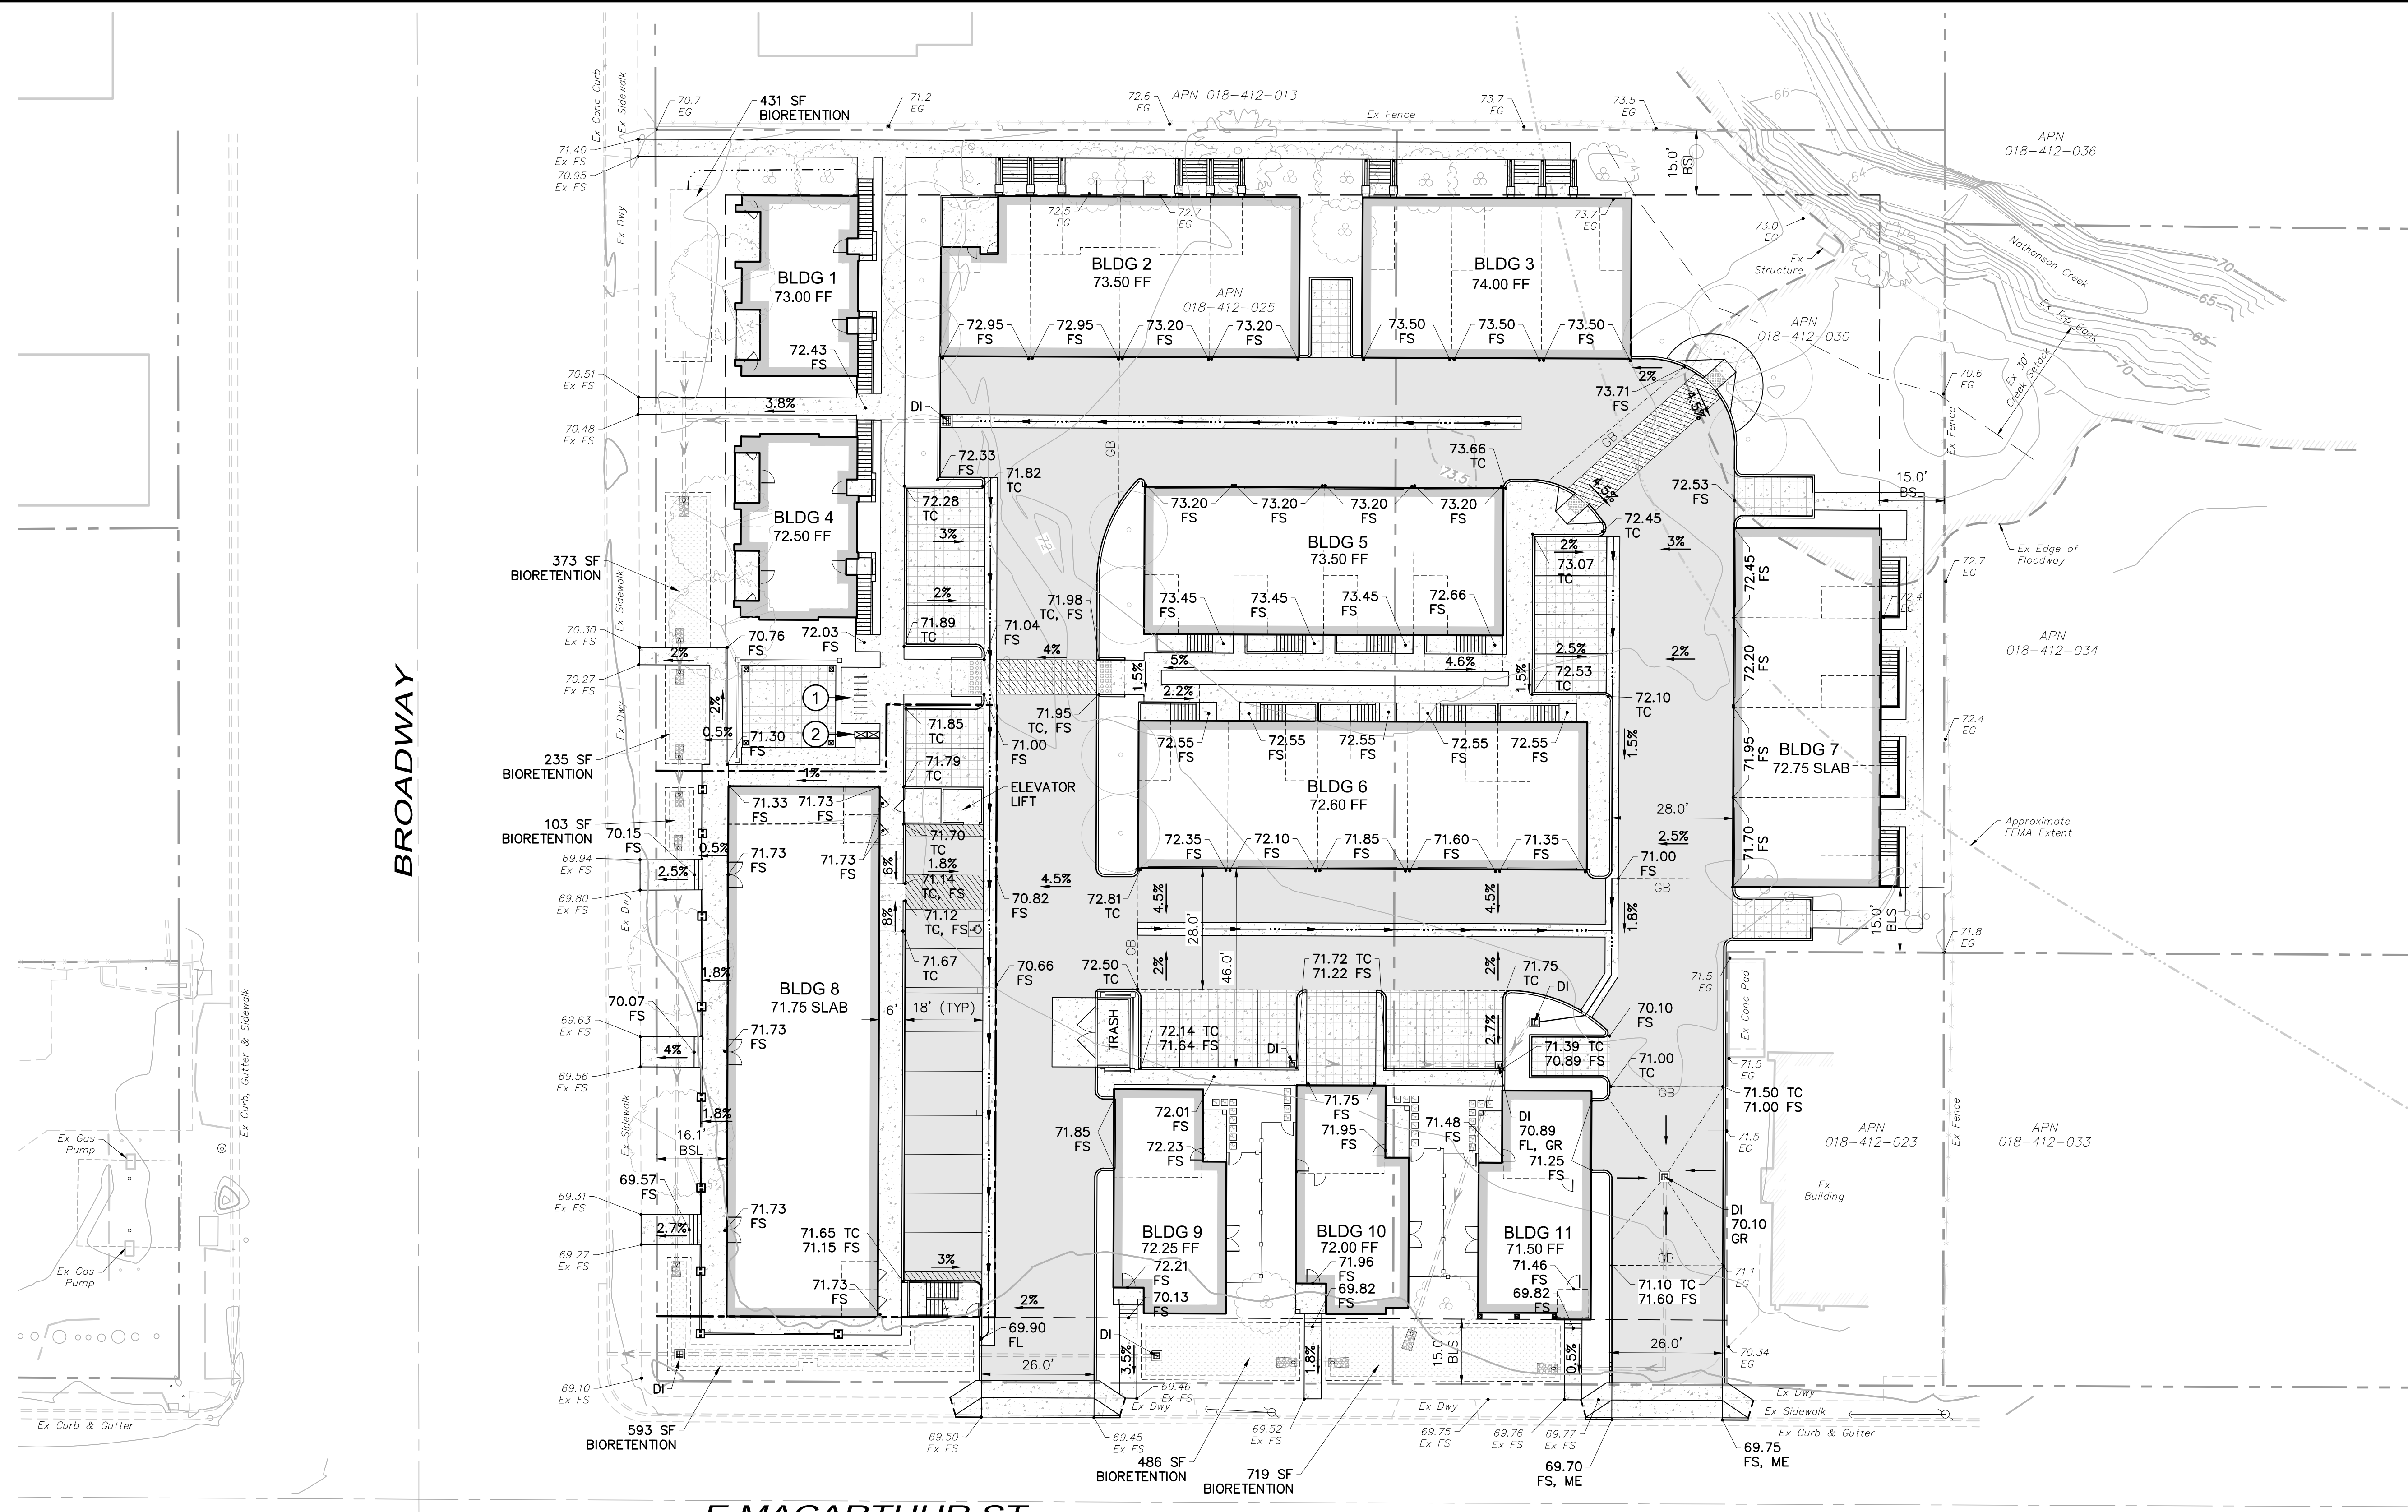 66
APN 018-412-013
72.6
EG
70.7
EG
431 SF
BIORETENTION
71.2
EG
73.7
EG
73.5
EG
Ex Conc Curb
Ex Sidewalk
Ex Fence
APN
018-412-036
71.40
Ex FS
70.95
Ex FS
15.0'
BSL
74
64
Ex Dwy
72.5
EG
72.7
EG
73.7
EG
73.0
EG
Nathanson Creek
70
65
BLDG 1
73.00 FF
BLDG 2
73.50 FF
BLDG 3
74.00 FF
Ex
Structure
APN
018-412-025
Ex Top Bank
65
70
72.95
FS
72.95
FS
73.20
FS
73.20
FS
73.50
FS
73.50
FS
73.50
FS
APN
018-412-030
72.43
FS
70.51
Ex FS
70.48
Ex FS
3.8%
DI
2%
73.71
FS
4.5%
70.6
EG
Ex 30'
Creek Setack
Ex Fence
GB
GB
72.33
FS
71.82
TC
73.66
TC
73.5
72.28
TC
3%
72
73.20
FS
73.20
FS
73.20
FS
73.20
FS
4.5%
72.53
FS
15.0'
BSL
72.45
TC
BLDG 4
72.50 FF
BLDG 5
73.50 FF
2%
73.07
TC
3%
Ex Edge of
Floodway
373 SF
BIORETENTION
Ex Sidewalk
2%
71.98
TC, FS
73.45
FS
73.45
FS
73.45
FS
72.66
FS
72.45
FS
72.7
EG
72.4
EG
70.30
Ex FS
70.27
Ex FS
2%
70.76
FS
72.03
FS
71.89
TC
71.04
FS
4%
5%
4.6%
2.2%
1.5%
1.5%
2.5%
72.53
TC
2%
72.20
FS
APN
018-412-034
BROADWAY
1
2
2%
0.5%
71.30
FS
Ex Dwy
235 SF
BIORETENTION
71.85
TC
71.95
TC, FS
71.00
FS
71.79
TC
72.55
FS
72.55
FS
72.55
FS
72.55
FS
72.55
FS
72.10
TC
1.5%
71.95
FS
72.4
EG
BLDG 7
72.75 SLAB
1%
ELEVATOR
LIFT
BLDG 6
72.60 FF
28.0'
71.33
FS
71.73
FS
103 SF
BIORETENTION
70.15
FS
0.5%
71.70
TC
71.73
FS
71.73
FS
6%
1.8%
71.14
TC, FS
72.35
FS
72.10
FS
71.85
FS
71.60
FS
71.35
FS
2.5%
71.00
FS
71.70
FS
Approximate
FEMA Extent
69.94
Ex FS
69.80
Ex FS
2.5%
4.5%
GB
Ex Dwy
8%
71.12
TC, FS
70.82
FS
72.81
TC
4.5%
4.5%
1.8%
15.0'
BLS
28.0'
46.0'
GB
71.67
TC
71.8
EG
1.8%
70.66
FS
72.50
TC
2%
71.72 TC
71.22 FS
2%
71.75
TC
DI
71.5
EG
Ex Conc Pad
BLDG 8
71.75 SLAB
70.07
FS
69.63
Ex FS
69.56
Ex FS
4%
71.73
FS
6'
18' (TYP)
TRASH
72.14 TC
71.64 FS
DI
2.7%
70.10
FS
71.39 TC
70.89 FS
71.00
TC
71.5
EG
Ex Curb, Gutter & Sidewalk
GB
71.50 TC
71.00 FS
1.8%
Ex Sidewalk
16.1'
BSL
71.85
FS
72.01
FS
72.23
FS
71.75
FS
71.95
FS
71.48
FS
DI
70.89
FL, GR
71.25
FS
71.5
EG
APN
018-412-023
Ex Fence
APN
018-412-033
Ex Gas
Pump
Ex
Building
69.57
FS
69.31
Ex FS
69.27
Ex FS
2.7%
71.73
FS
71.65 TC
71.15 FS
DI
70.10
GR
BLDG 9
72.25 FF
BLDG 10
72.00 FF
BLDG 11
71.50 FF
Ex Gas
Pump
71.73
FS
3%
72.21
FS
70.13
FS
71.96
FS
69.82
FS
71.46
FS
69.82
FS
GB
71.1
EG
71.10 TC
71.60 FS
2%
69.90
FL
DI
3.5%
1.8%
15.0'
BLS
0.5%
26.0'
26.0'
70.34
EG
69.10
Ex FS
DI
69.46
Ex FS
Ex Dwy
Ex Dwy
Ex Dwy
Ex Sidewalk
Ex Curb & Gutter
Ex Curb & Gutter
593 SF
BIORETENTION
69.50
Ex FS
69.45
Ex FS
69.52
Ex FS
69.75
Ex FS
69.76
Ex FS
69.77
Ex FS
69.75
FS, ME
486 SF
BIORETENTION
719 SF
BIORETENTION
69.70
FS, ME
E MACARTHUR ST